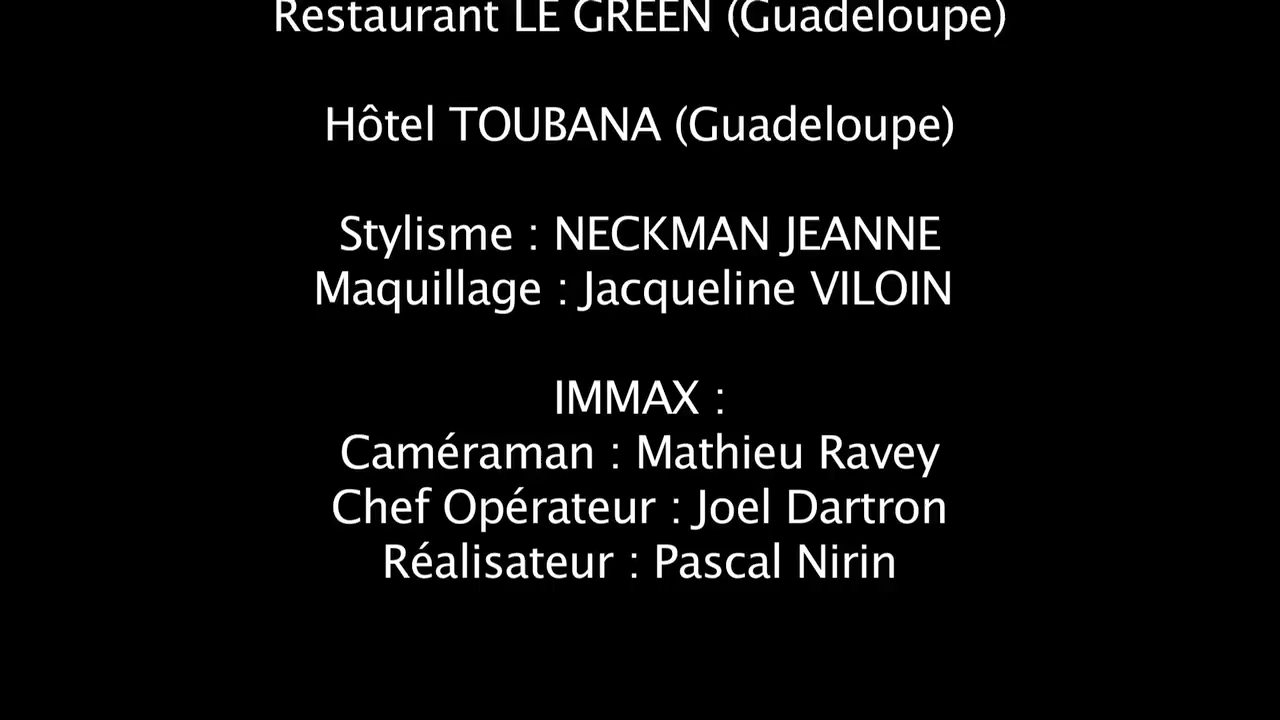 Restaurant LE GREEN (Guadeloupe)
Hôtel TOUBANA (Guadeloupe)
Stylisme : NECKMAN JEANNE
Maquillage : Jacqueline VILOIN
IMMAX :
Caméraman : Mathieu Ravey
Chef Opérateur : Joel Dartron
Réalisateur : Pascal Nirin